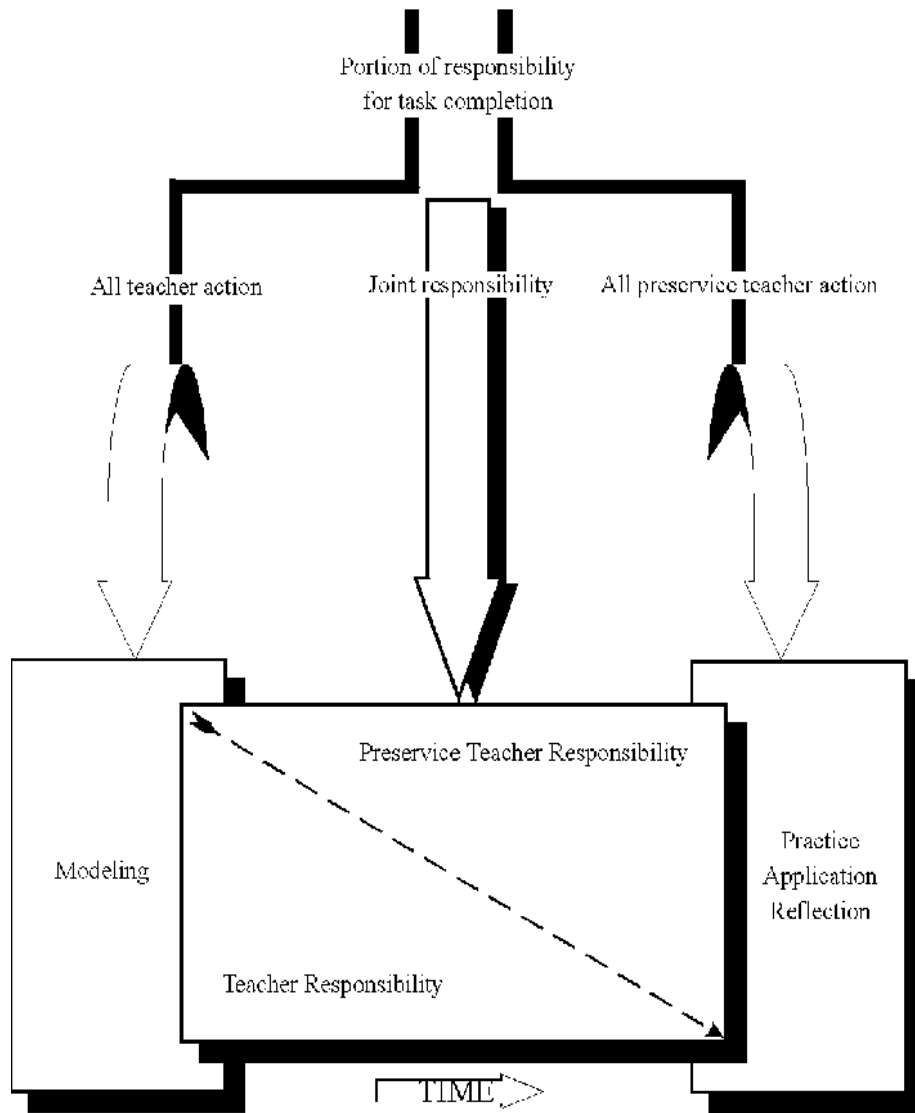 Portion of responsibility
for task completion
All teacher action
Joint responsibility
All preservice teacher action
Preservice Teacher Responsibility
Modeling
Practice
Application
Reflection
Teacher Responsibility
TIME